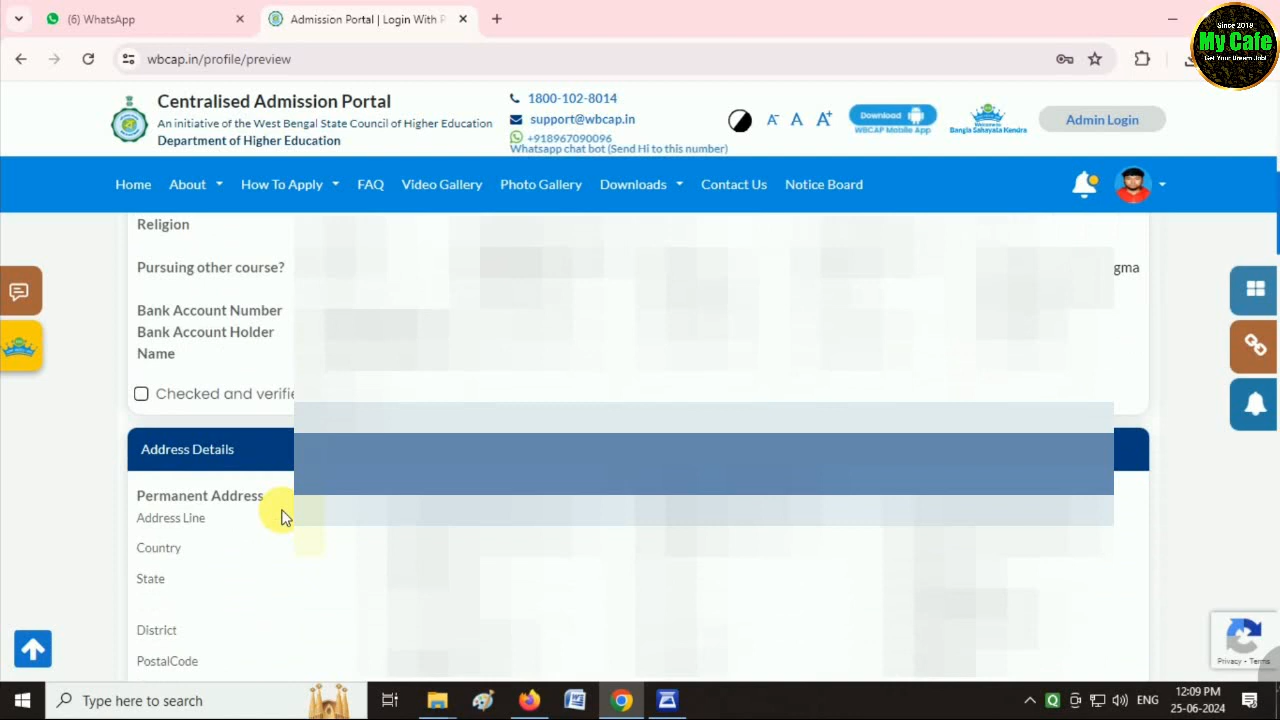 (6) WhatsApp
Admission Portal | Login With
wbcap.in/profile/preview
Since 2018
My Cafe
Get Your Dream Job!
Centralised Admission Portal
An initiative of the West Bengal State Council of Higher Education
Department of Higher Education
1800-102-8014
support@wbcap.in
+918967090096
Whatsapp chat bot (Send Hi to this number)
A- A A+
Download
WBCAP Mobile App
Bangla Sahayata Kendra
Admin Login
Home About How To Apply FAQ Video Gallery Photo Gallery Downloads Contact Us Notice Board
Religion
Pursuing other course?
gma
Bank Account Number
Bank Account Holder
Name
Checked and verifie
Address Details
Permanent Address
Address Line
Country
State
District
PostalCode
Privacy - Terms
Type here to search
ENG
12:09 PM
25-06-2024